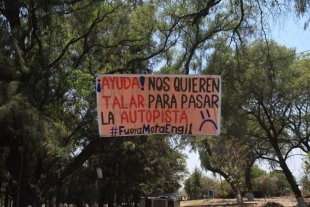 ¡AYUDA! NOS QUIEREN
TALAR PARA PASAR
LA AUTOPISTA
#FueraMotaEngil